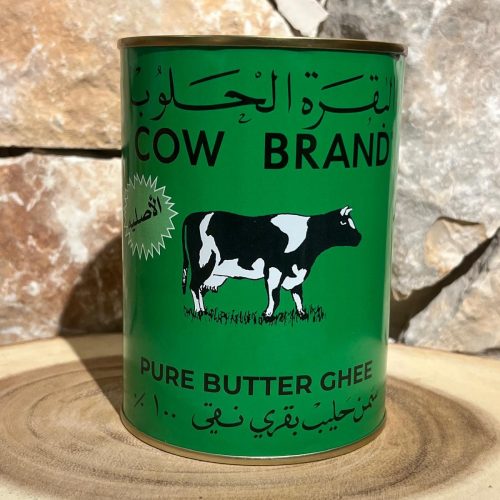 البقرة الحلوب
COW BRAND
الأصلية
PURE BUTTER GHEE
سمن حليب بقري نقي ١٠٠ ٪